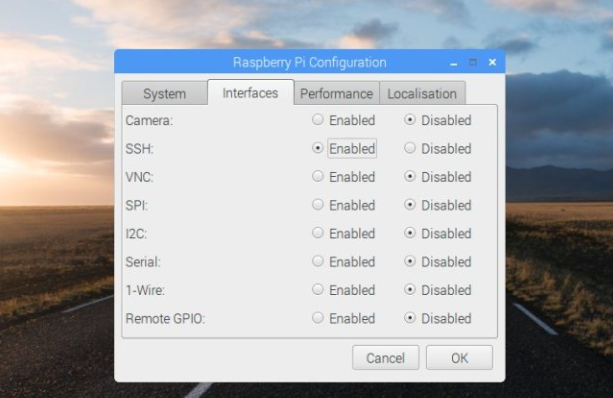 Raspberry Pi Configuration
System Interfaces Performance Localisation
Camera: Enabled Disabled
SSH: Enabled Disabled
VNC: Enabled Disabled
SPI: Enabled Disabled
I2C: Enabled Disabled
Serial: Enabled Disabled
1-Wire: Enabled Disabled
Remote GPIO: Enabled Disabled
Cancel OK